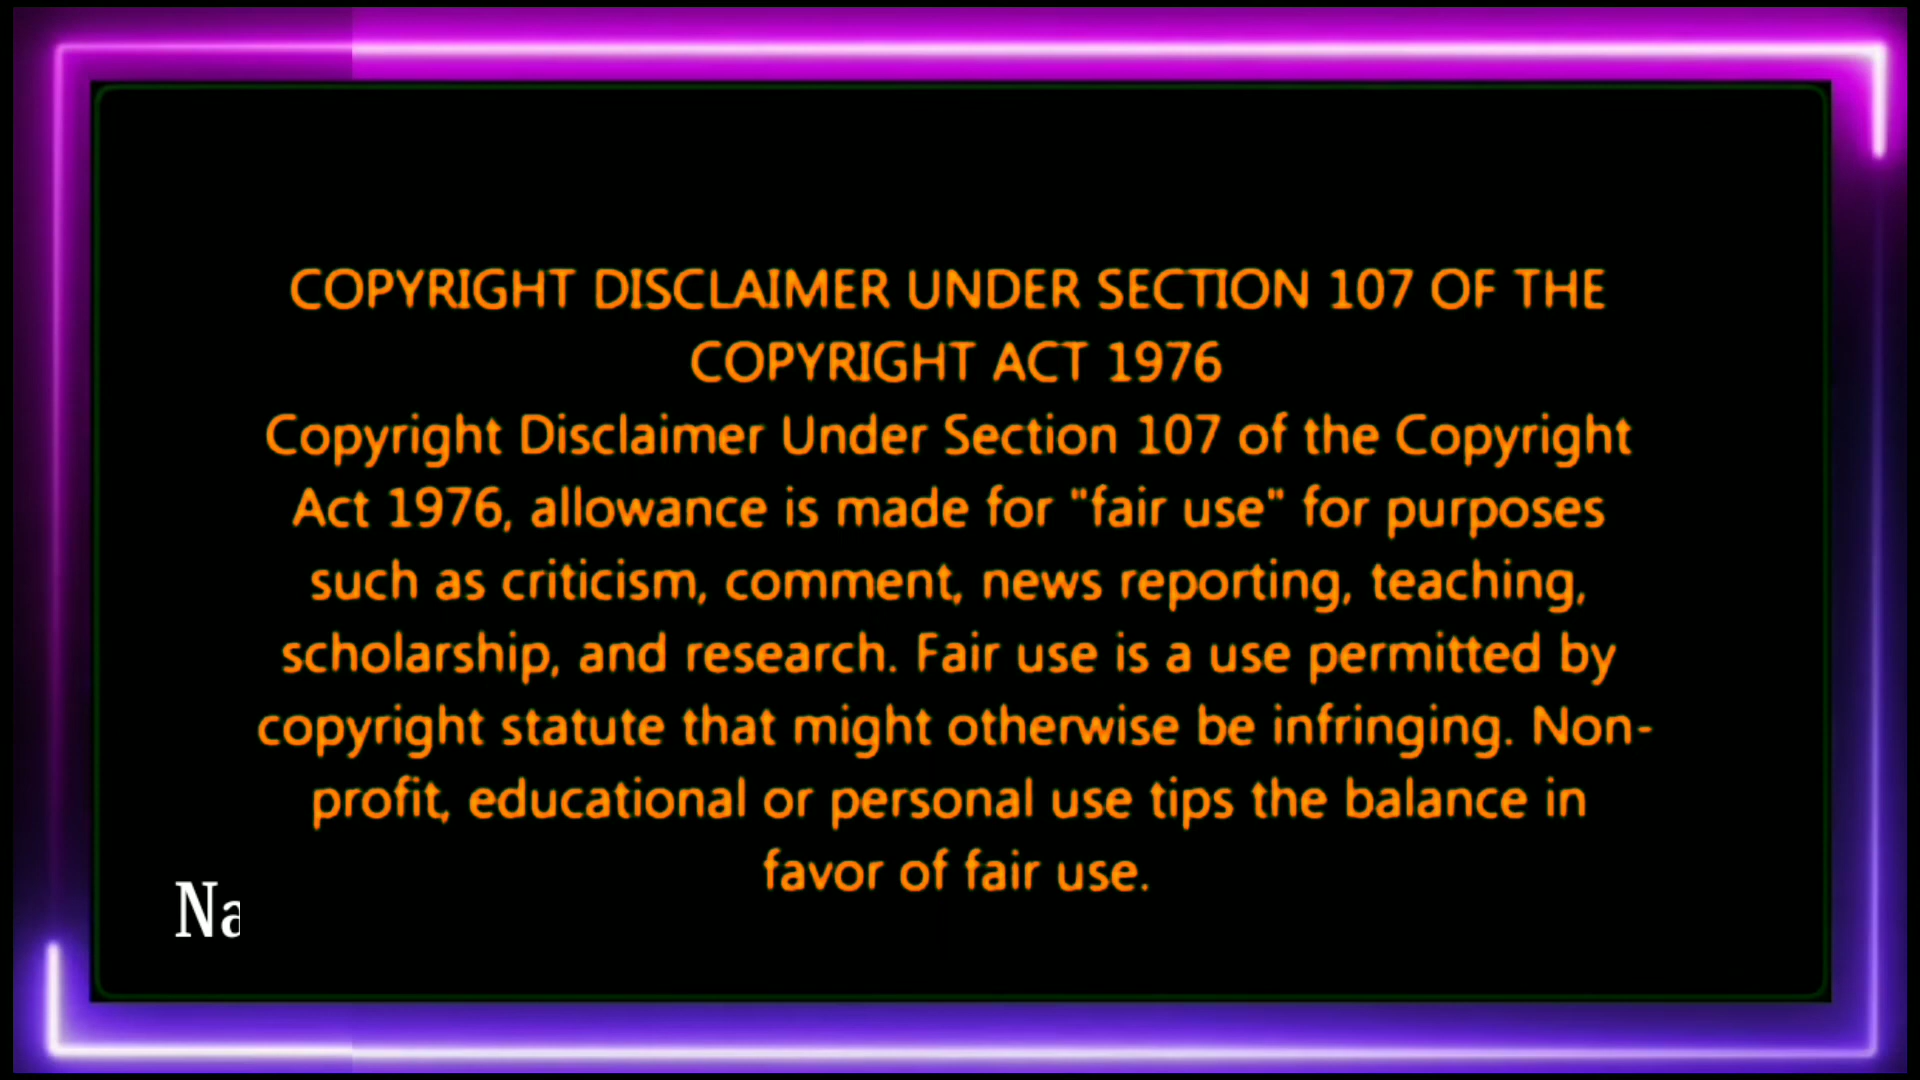 COPYRIGHT DISCLAIMER UNDER SECTION 107 OF THE
COPYRIGHT ACT 1976
Copyright Disclaimer Under Section 107 of the Copyright
Act 1976, allowance is made for "fair use" for purposes
such as criticism, comment, news reporting, teaching,
scholarship, and research. Fair use is a use permitted by
copyright statute that might otherwise be infringing. Non-
profit, educational or personal use tips the balance in
favor of fair use.
Na